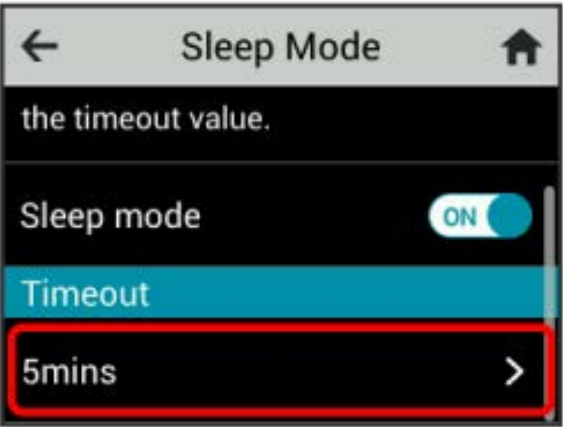 Sleep Mode
the timeout value.
Sleep mode ON
Timeout
5mins